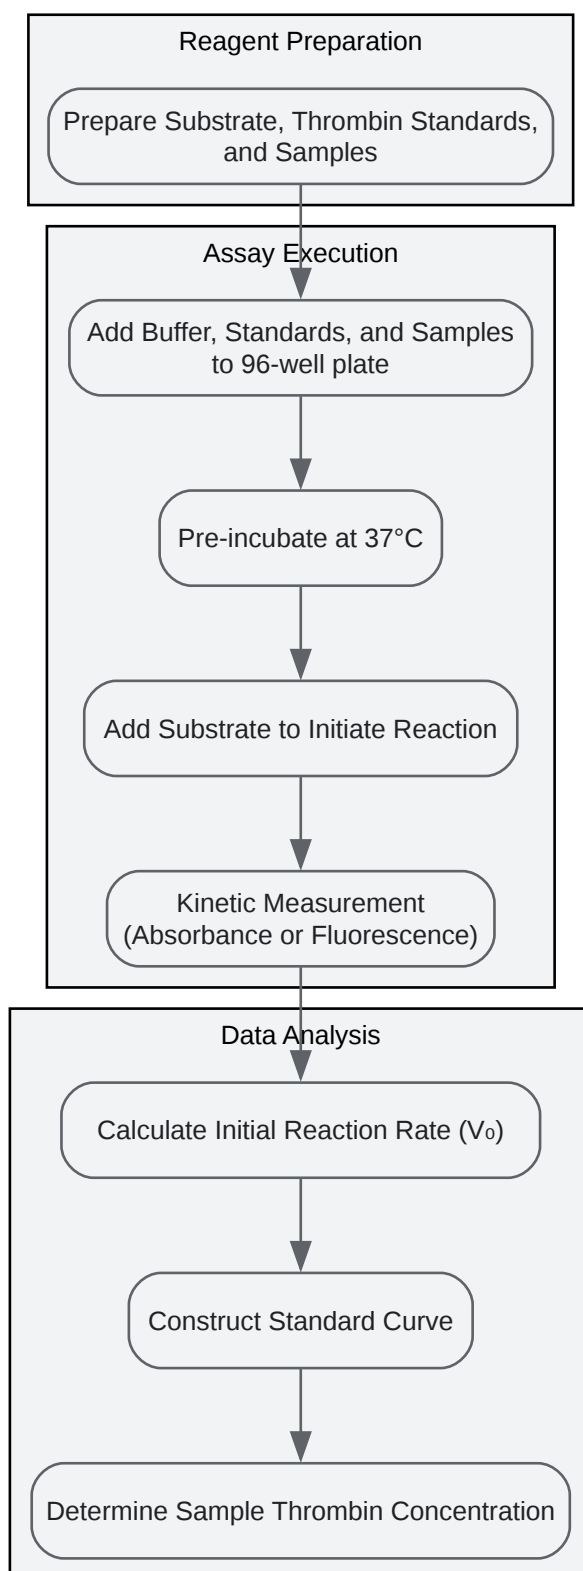 Reagent Preparation
Prepare Substrate, Thrombin Standards,
and Samples
Assay Execution
Add Buffer, Standards, and Samples
to 96-well plate
Pre-incubate at 37°C
Add Substrate to Initiate Reaction
Kinetic Measurement
(Absorbance or Fluorescence)
Data Analysis
Calculate Initial Reaction Rate (V₀)
Construct Standard Curve
Determine Sample Thrombin Concentration